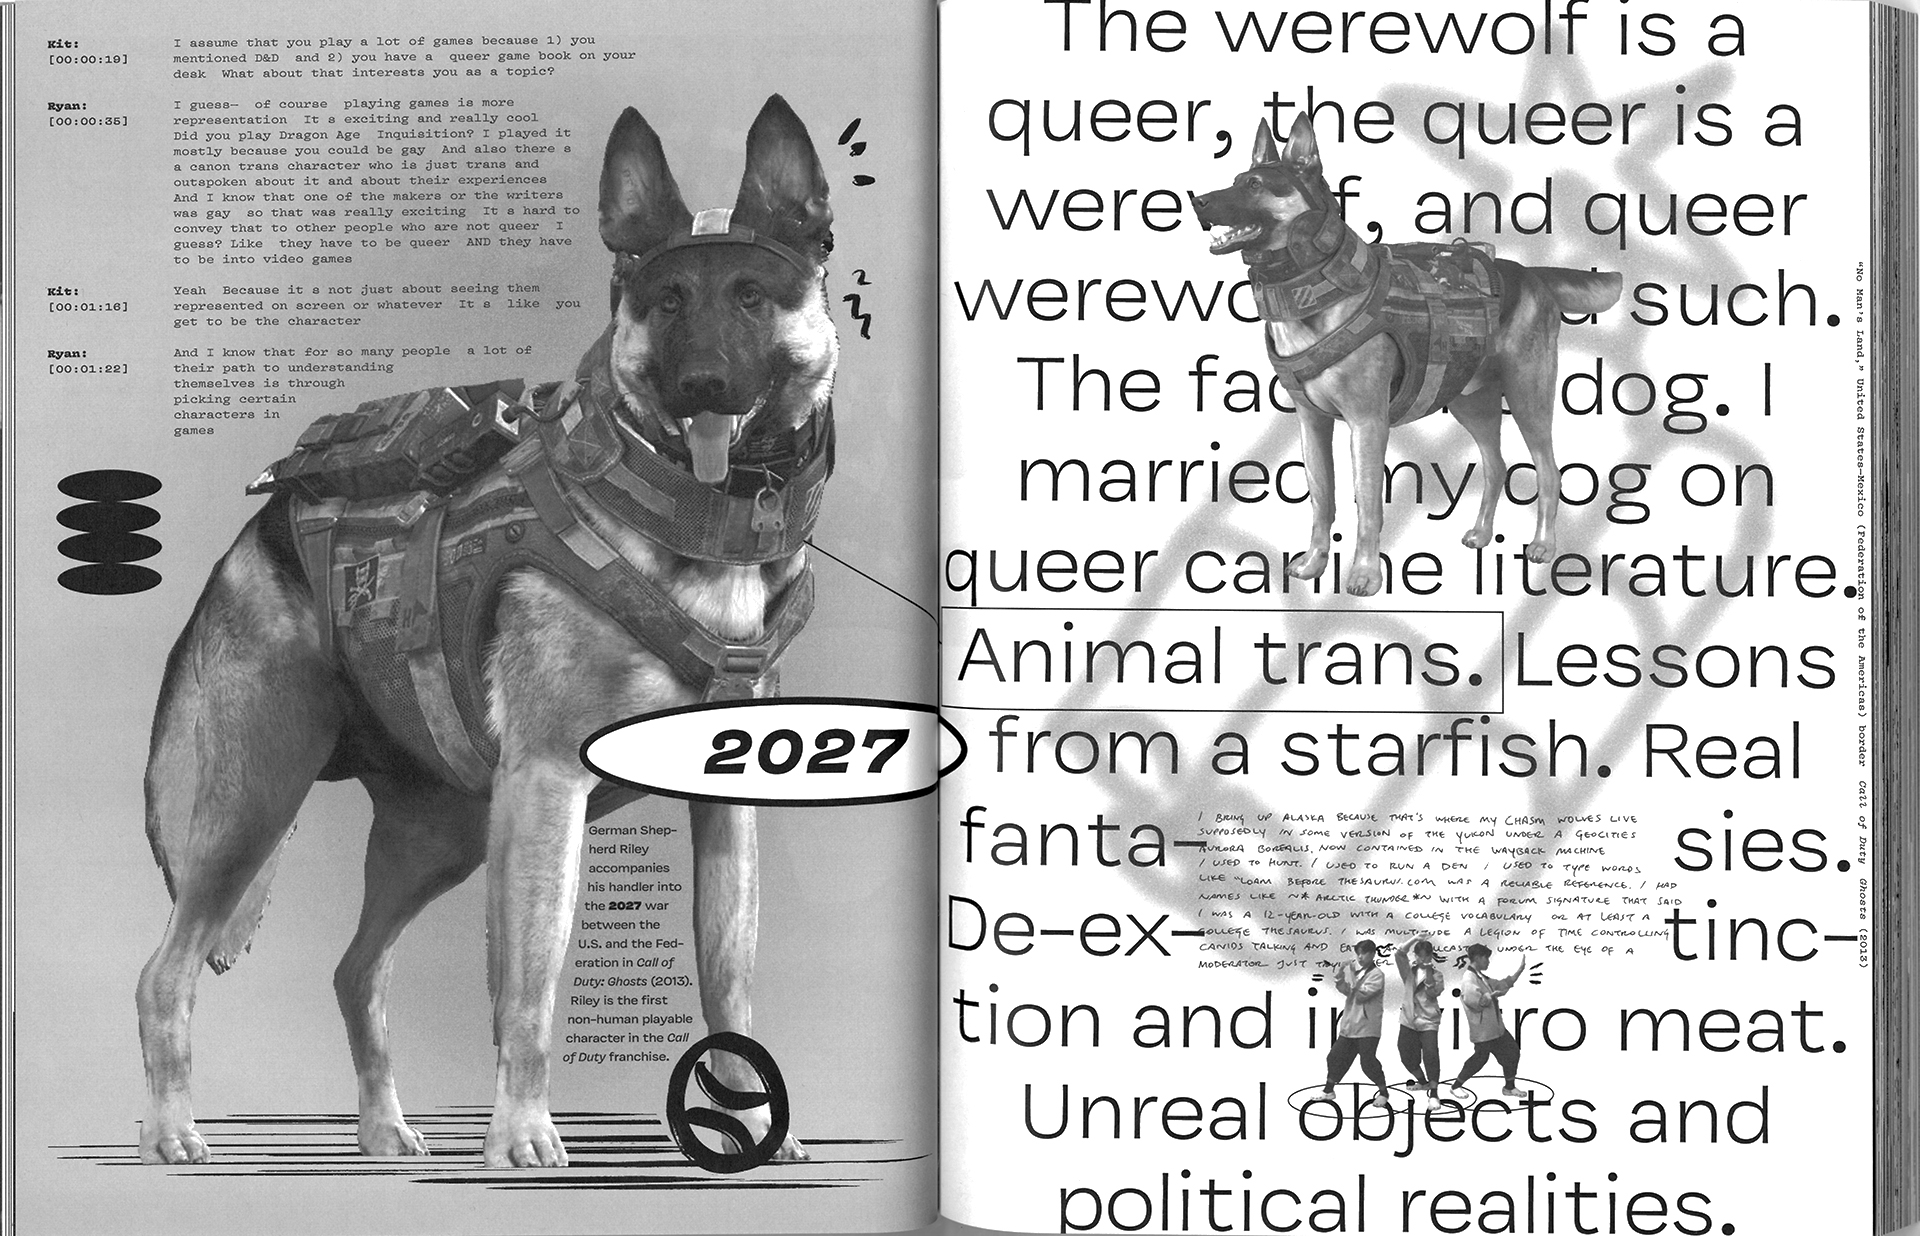 Kit:
[00:00:19]
I assume that you play a lot of games because 1) you
mentioned D&D and 2) you have a queer game book on your
desk What about that interests you as a topic?
Ryan:
[00:00:35]
I guess— of course playing games is more
representation It s exciting and really cool
Did you play Dragon Age Inquisition? I played it
mostly because you could be gay And also there s
a canon trans character who is just trans and
outspoken about it and about their experiences
And I know that one of the makers or the writers
was gay so that was really exciting It s hard to
convey that to other people who are not queer I
guess? Like they have to be queer AND they have
to be into video games
Kit:
[00:01:16]
Yeah Because it s not just about seeing them
represented on screen or whatever It s like you
get to be the character
Ryan:
[00:01:22]
And I know that for so many people a lot of
their path to understanding
themselves is through
picking certain
characters in
games
2027
German Shep-
herd Riley
accompanies
his handler into
the 2027 war
between the
U.S. and the Fed-
eration in Call of
Duty: Ghosts (2013).
Riley is the first
non-human playable
character in the Call
of Duty franchise.
The werewolf is a
queer, the queer is a
werewolf, and queer
such.
The dog. I
married my dog on
queer canine literature.
Animal trans. Lessons
from a starfish. Real
fanta- sies.
De-ex- tinc-
tion and in vitro meat.
Unreal objects and
political realities.
I BRING UP ALASKA BECAUSE THAT'S WHERE MY CHASM WOLVES LIVE
SUPPOSEDLY IN SOME VERSION OF THE YUKON UNDER A GEOCITIES
AURORA BOREALIS, NOW CONTAINED IN THE WAYBACK MACHINE
I USED TO HUNT. I USED TO RUN A DEN I USED TO TYPE WORDS
LIKE "LOAM BEFORE THESAURUS.COM WAS A RELIABLE REFERENCE. I HAD
NAMES LIKE N* ARCTIC THUNDER *N WITH A FORUM SIGNATURE THAT SAID
I WAS A 12-YEAR-OLD WITH A COLLEGE VOCABULARY OR AT LEAST A
COLLEGE THESAURUS. I WAS MULTITUDE A LEGION OF TIME CONTROLLING
CANIDS TALKING AND UNDER THE EYE OF A
MODERATOR JUST
"No Man's Land," United States-Mexico (Federation of the Americas) border Call of Duty Ghosts (2013)